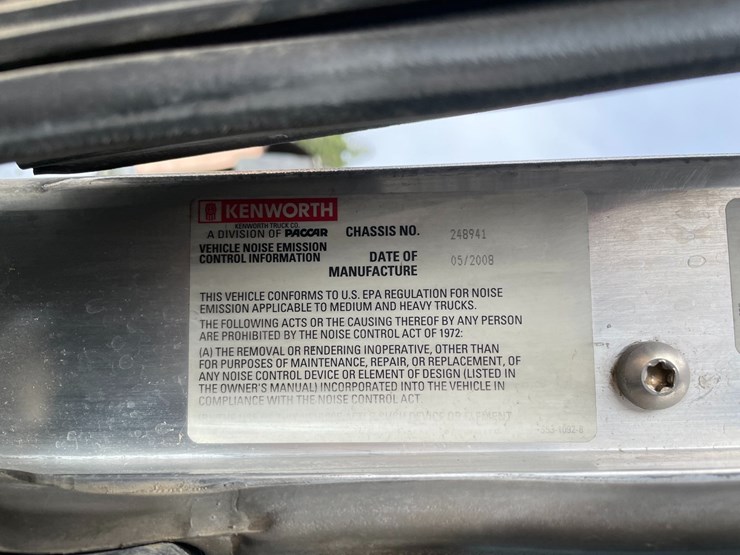 KENWORTH
KENWORTH TRUCK CO.
A DIVISION OF PACCAR
VEHICLE NOISE EMISSION
CONTROL INFORMATION
CHASSIS NO. 248941
DATE OF
MANUFACTURE 05/2008
THIS VEHICLE CONFORMS TO U.S. EPA REGULATION FOR NOISE
EMISSION APPLICABLE TO MEDIUM AND HEAVY TRUCKS.
THE FOLLOWING ACTS OR THE CAUSING THEREOF BY ANY PERSON
ARE PROHIBITED BY THE NOISE CONTROL ACT OF 1972:
(A) THE REMOVAL OR RENDERING INOPERATIVE, OTHER THAN
FOR PURPOSES OF MAINTENANCE, REPAIR, OR REPLACEMENT, OF
ANY NOISE CONTROL DEVICE OR ELEMENT OF DESIGN (LISTED IN
THE OWNER'S MANUAL) INCORPORATED INTO THE VEHICLE IN
COMPLIANCE WITH THE NOISE CONTROL ACT
SUCH DEVICE OR ELEMENT